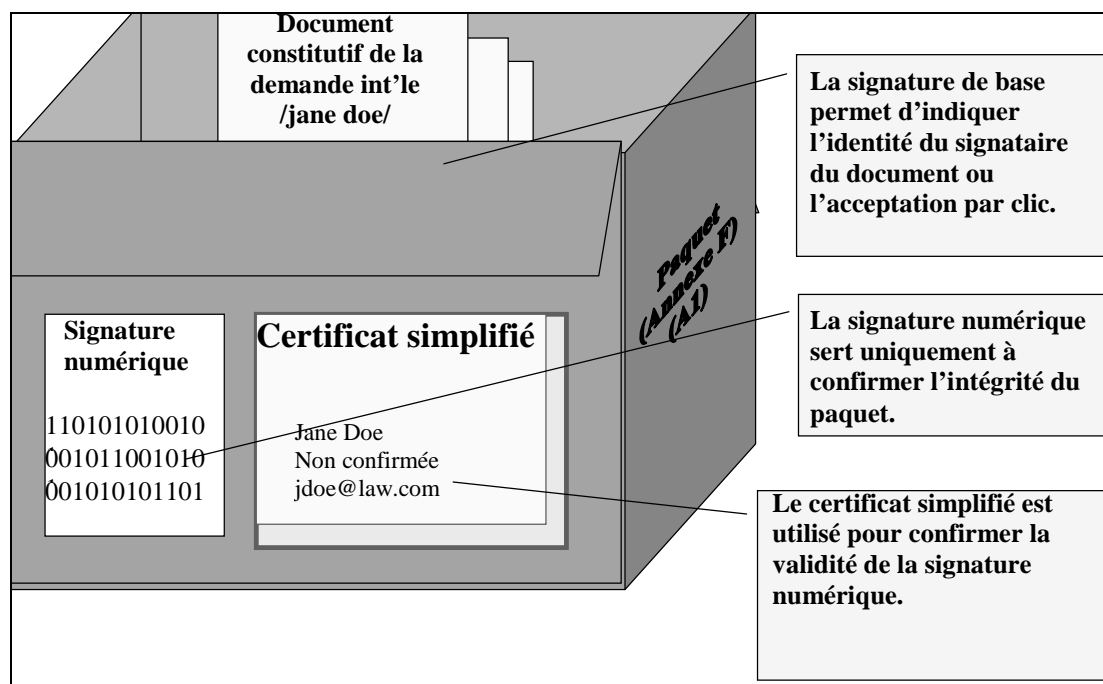 Document
constitutif de la
demande int’le
/jane doe/
La signature de base
permet d’indiquer
l’identité du signataire
du document ou
l’acceptation par clic.
Paquet
(Annexe F)
(A1)
Signature
numérique
110101010010
001011001010
001010101101
Certificat simplifié
Jane Doe
Non confirmée
jdoe@law.com
La signature numérique
sert uniquement à
confirmer l’intégrité du
paquet.
Le certificat simplifié est
utilisé pour confirmer la
validité de la signature
numérique.